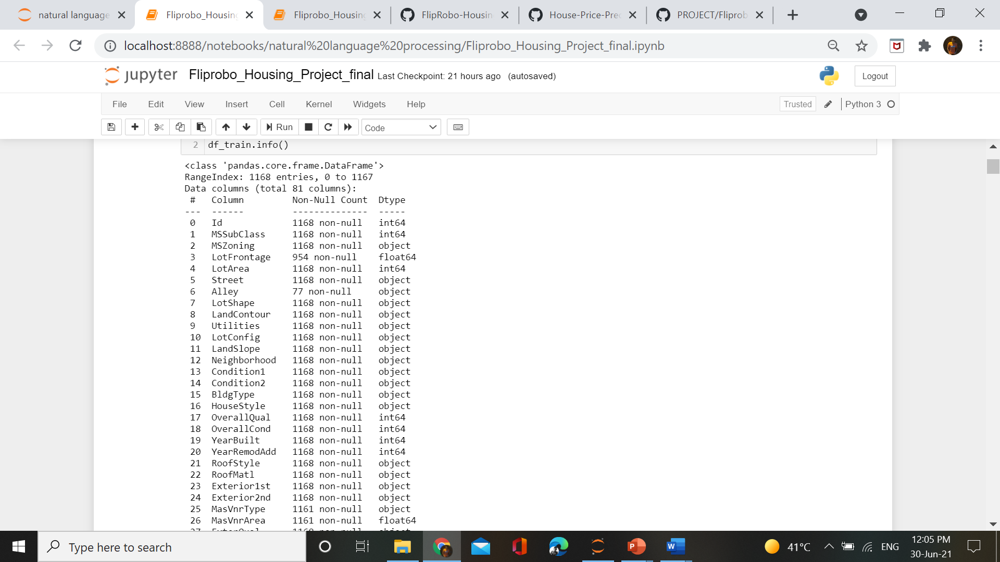 natural language
Fliprobo_Housing
Fliprobo_Housing
FlipRobo-Housin
House-Price-Pred
PROJECT/Fliprob
localhost:8888/notebooks/natural%20language%20processing/Fliprobo_Housing_Project_final.ipynb
jupyter Fliprobo_Housing_Project_final Last Checkpoint: 21 hours ago (autosaved)
Logout
File Edit View Insert Cell Kernel Widgets Help
Trusted Python 3
Run Code
2 df_train.info()
<class 'pandas.core.frame.DataFrame'>
RangeIndex: 1168 entries, 0 to 1167
Data columns (total 81 columns):
# Column Non-Null Count Dtype
--- ------ -------------- -----
0 Id 1168 non-null int64
1 MSSubClass 1168 non-null int64
2 MSZoning 1168 non-null object
3 LotFrontage 954 non-null float64
4 LotArea 1168 non-null int64
5 Street 1168 non-null object
6 Alley 77 non-null object
7 LotShape 1168 non-null object
8 LandContour 1168 non-null object
9 Utilities 1168 non-null object
10 LotConfig 1168 non-null object
11 LandSlope 1168 non-null object
12 Neighborhood 1168 non-null object
13 Condition1 1168 non-null object
14 Condition2 1168 non-null object
15 BldgType 1168 non-null object
16 HouseStyle 1168 non-null object
17 OverallQual 1168 non-null int64
18 OverallCond 1168 non-null int64
19 YearBuilt 1168 non-null int64
20 YearRemodAdd 1168 non-null int64
21 RoofStyle 1168 non-null object
22 RoofMatl 1168 non-null object
23 Exterior1st 1168 non-null object
24 Exterior2nd 1168 non-null object
25 MasVnrType 1161 non-null object
26 MasVnrArea 1161 non-null float64
Type here to search
41°C
ENG
12:05 PM
30-Jun-21